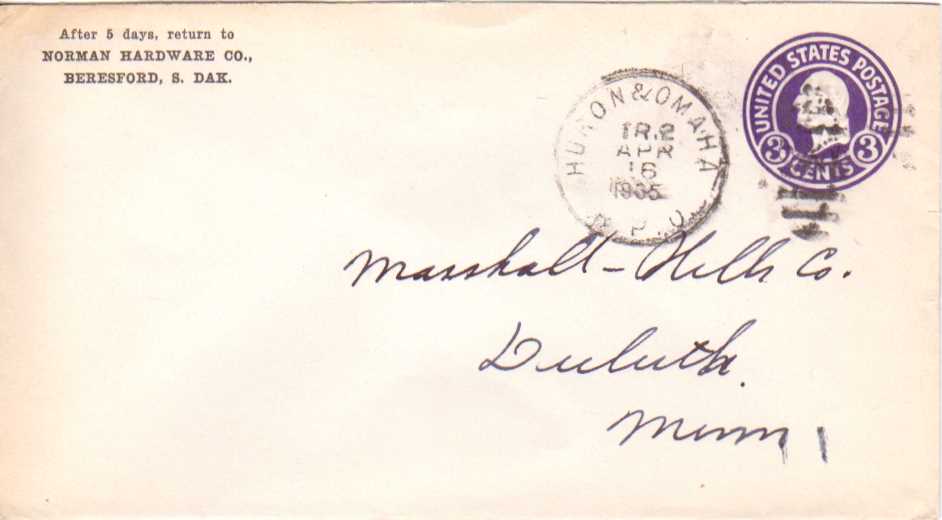 After 5 days, return to
NORMAN HARDWARE CO.,
BERESFORD, S. DAK.
UNITED STATES POSTAGE
3 CENTS 3
HURON & OMAHA
TR.2
APR
16
1935
R.P.O.
Marshall-Wells Co.
Duluth.
Minn